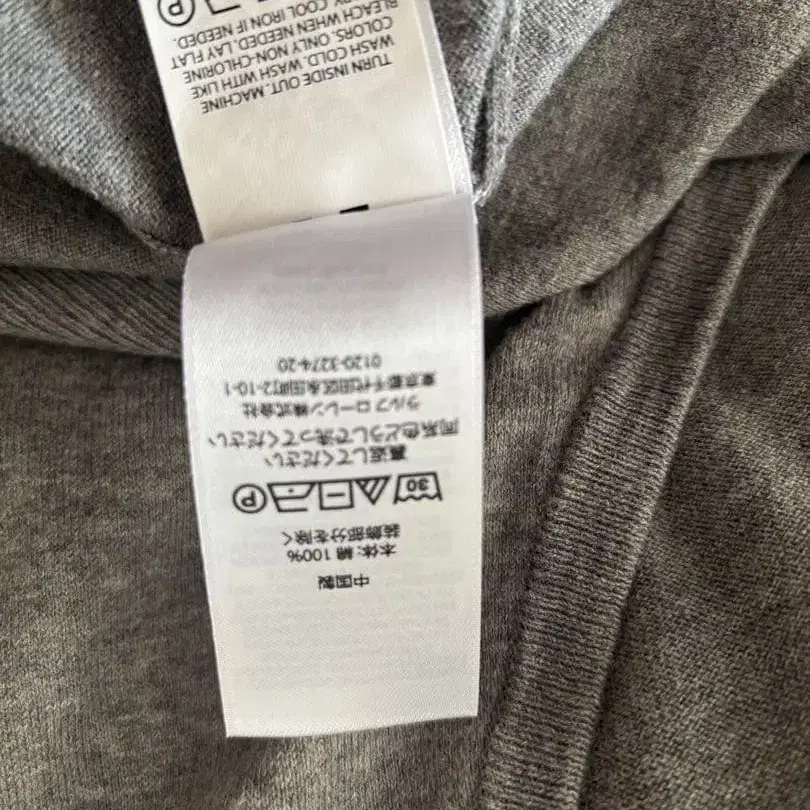 中国製
本体: 綿 100%
装飾部分を除く
30 P
裏返してください
同系色どうしで洗ってください
ラルフ ローレン株式会社
東京都千代田区永田町2-10-1
0120-3274-20
TURN INSIDE OUT. MACHINE
WASH COLD. WASH WITH LIKE
COLORS. ONLY NON-CHLORINE
BLEACH WHEN NEEDED. LAY FLAT
COOL IRON IF NEEDED.
P